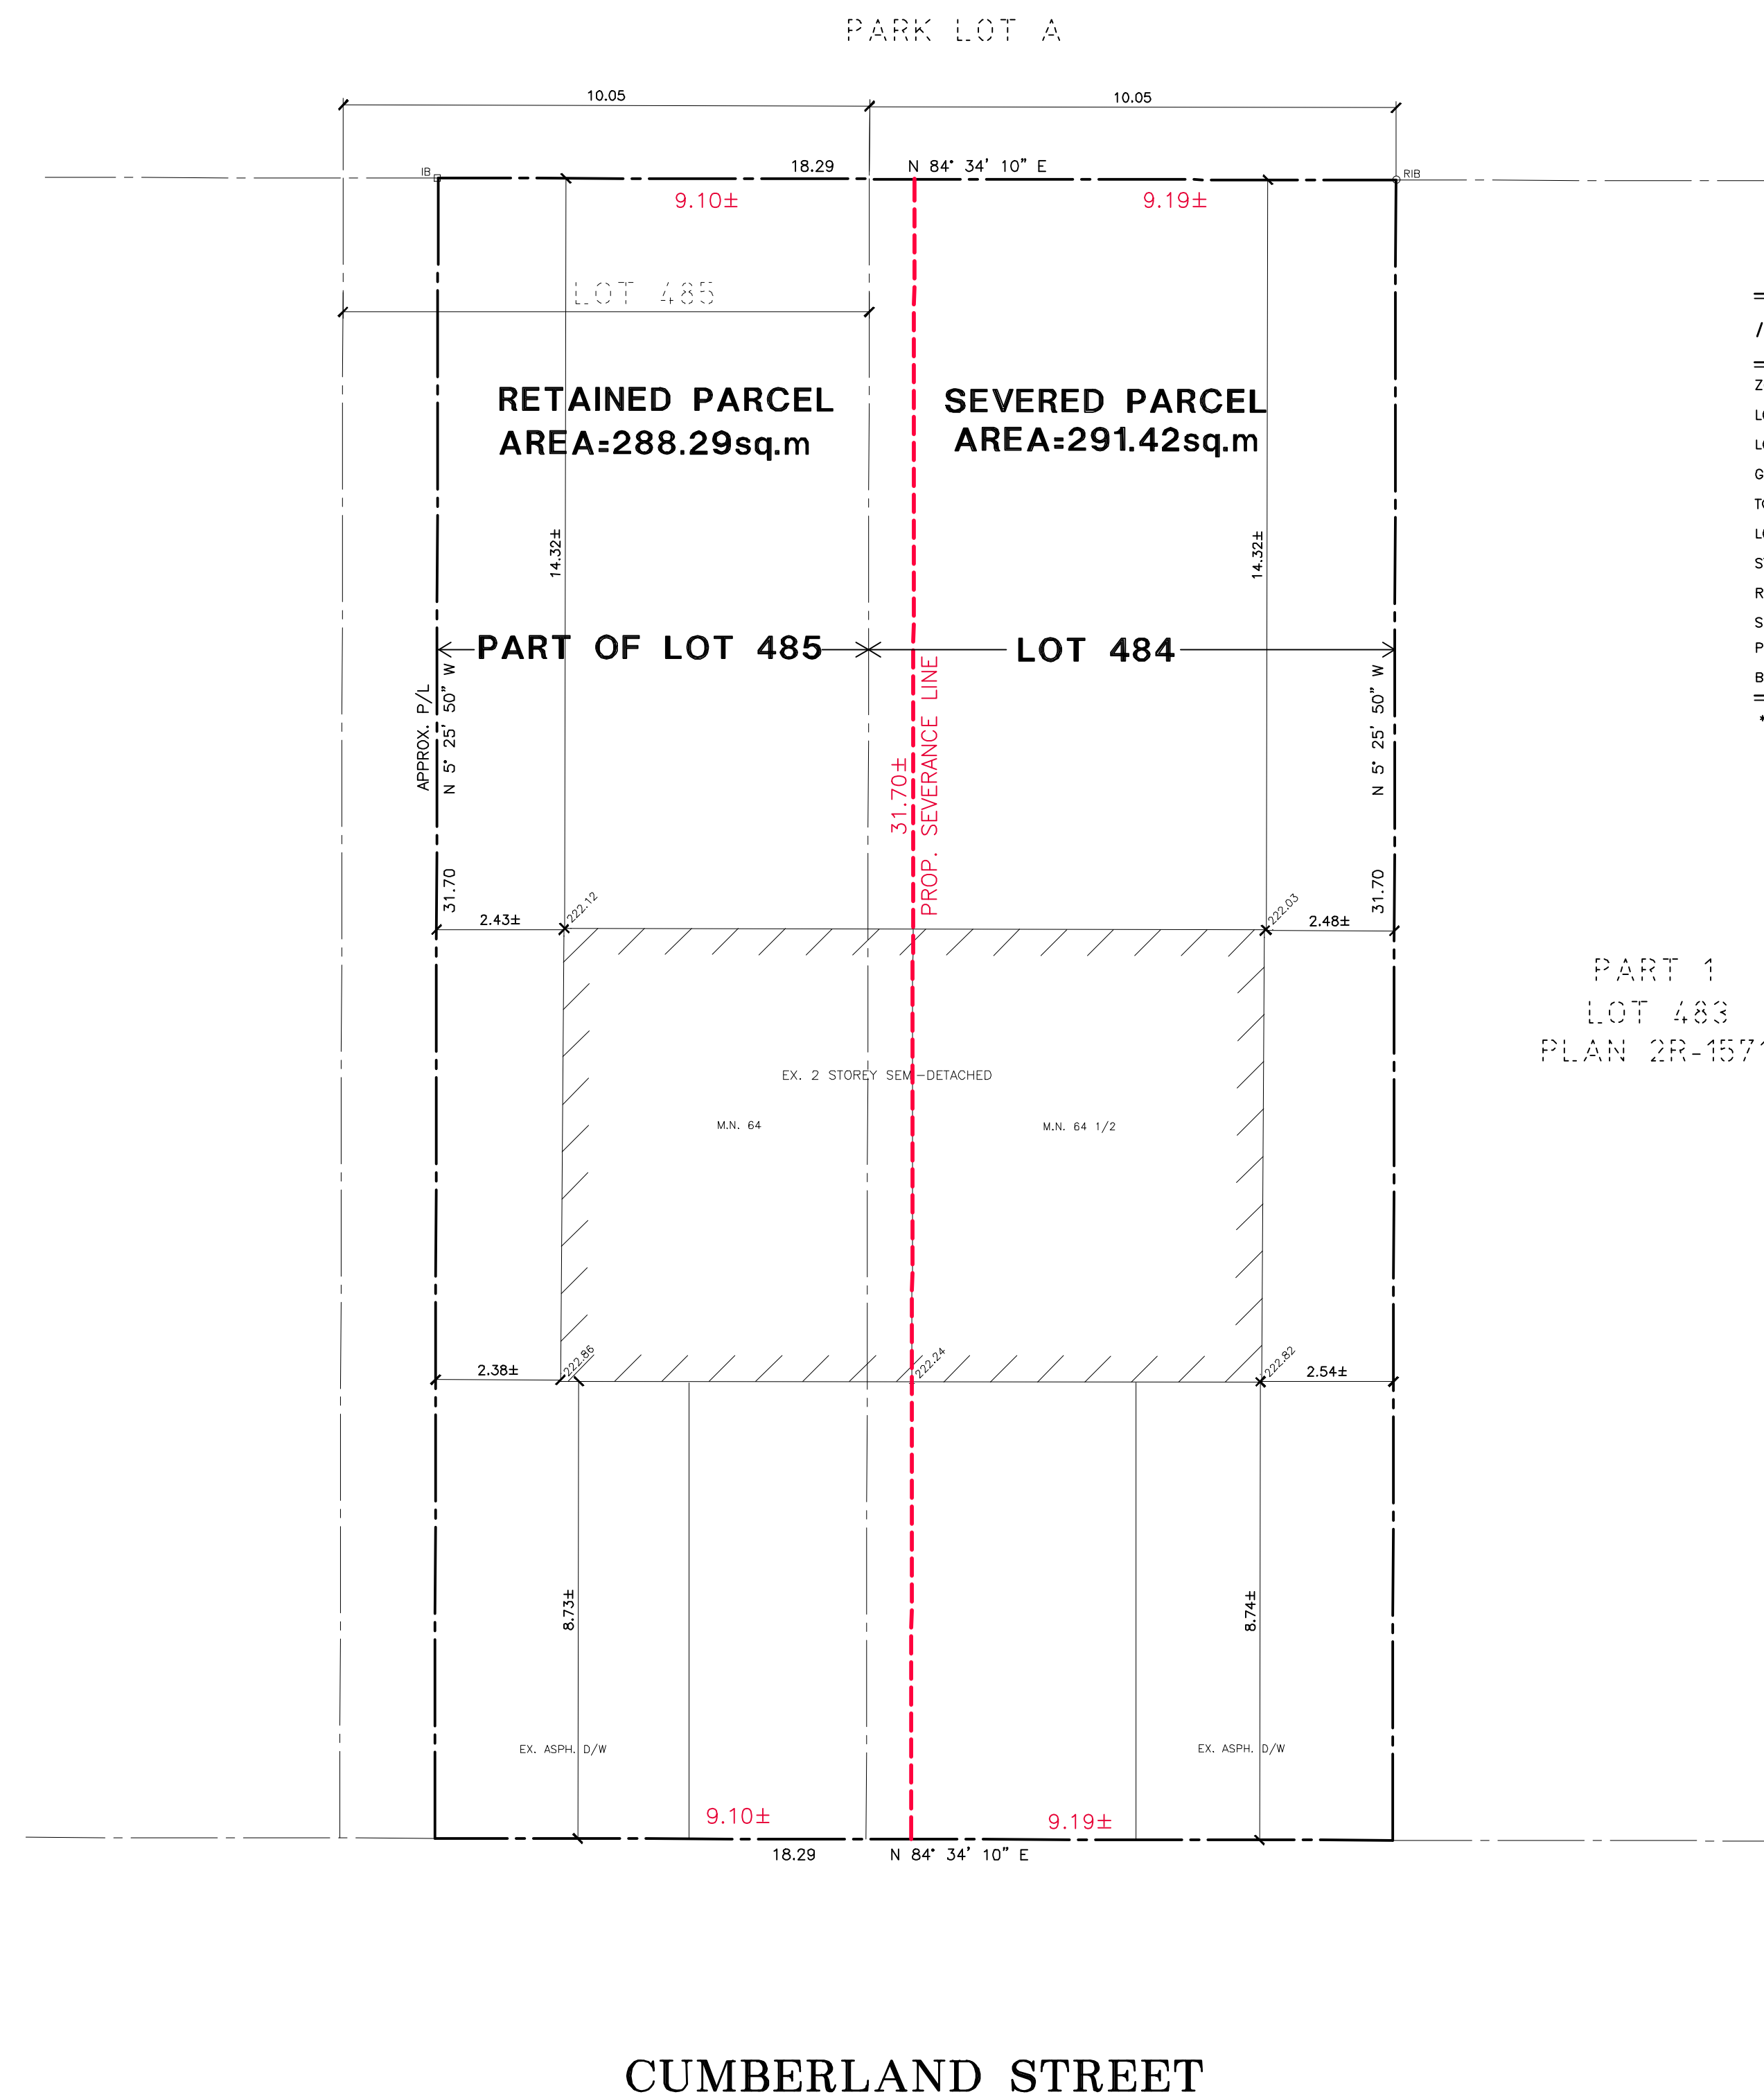 PARK LOT A
10.05
10.05
IB
18.29
N 84° 34' 10" E
RIB
9.10±
9.19±
LOT 485
RETAINED PARCEL
AREA=288.29sq.m
SEVERED PARCEL
AREA=291.42sq.m
14.32±
14.32±
PART OF LOT 485
LOT 484
APPROX. P/L
N 5° 25' 50" W
31.70
31.70±
PROP. SEVERANCE LINE
N 5° 25' 50" W
31.70
2.43±
222.12
222.03
2.48±
PART 1
LOT 483
PLAN 2R-1571
EX. 2 STOREY SEMI-DETACHED
M.N. 64
M.N. 64 1/2
2.38±
222.86
222.24
222.82
2.54±
8.73±
8.74±
EX. ASPH. D/W
EX. ASPH. D/W
9.10±
9.19±
18.29
N 84° 34' 10" E
CUMBERLAND STREET